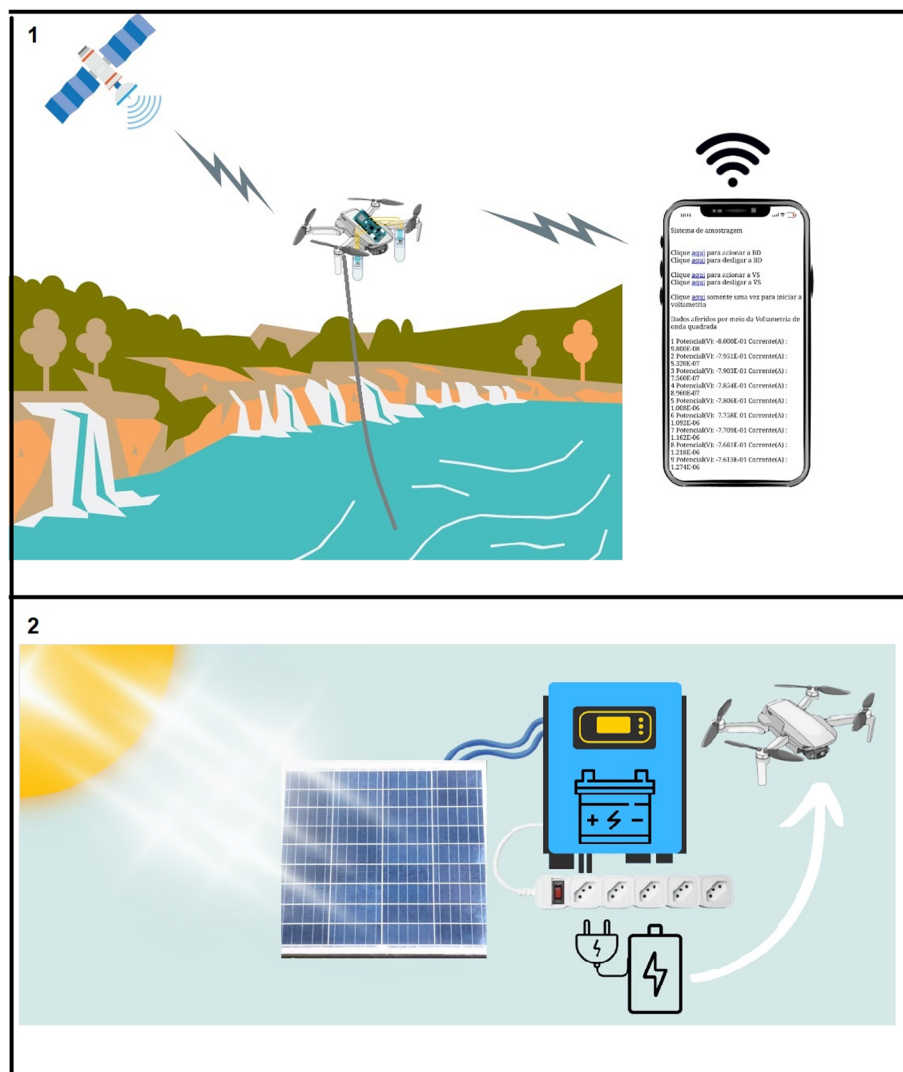 1
Sistema de amostragem
Clique aqui para acionar a BD
Clique aqui para desligar a BD
Clique aqui para acionar a VS
Clique aqui para desligar a VS
Clique aqui somente uma vez para iniciar a
voltametria
Dados aferidos por meio da Voltametria de
onda quadrada
1 Potencial(V): -8.000E-01 Corrente(A) :
9.800E-08
2 Potencial(V): -7.951E-01 Corrente(A) :
5.320E-07
3 Potencial(V): -7.903E-01 Corrente(A) :
7.560E-07
4 Potencial(V): -7.854E-01 Corrente(A) :
8.960E-07
5 Potencial(V): -7.806E-01 Corrente(A) :
1.008E-06
6 Potencial(V): -7.758E-01 Corrente(A) :
1.092E-06
7 Potencial(V): -7.709E-01 Corrente(A) :
1.162E-06
8 Potencial(V): -7.661E-01 Corrente(A) :
1.218E-06
9 Potencial(V): -7.613E-01 Corrente(A) :
1.274E-06
2
+ −